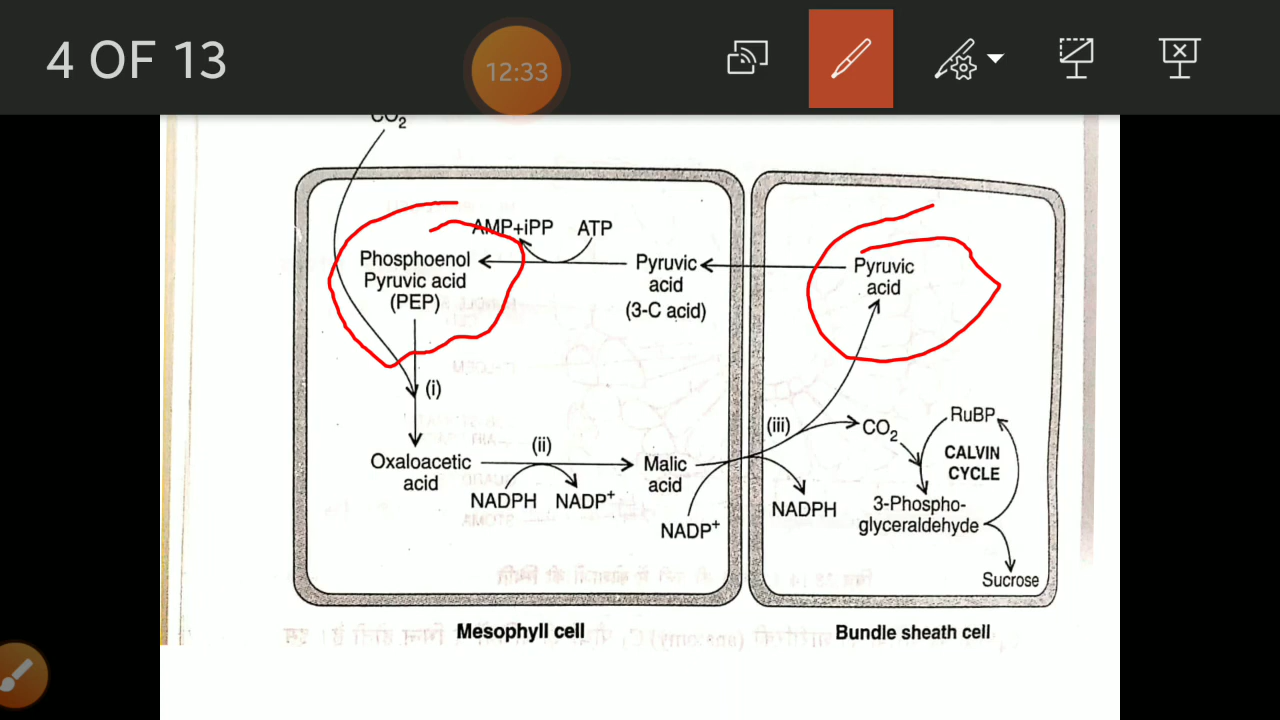 4 OF 13
12:33
CO2
AMP+iPP
ATP
Phosphoenol
Pyruvic acid
(PEP)
Pyruvic
acid
(3-C acid)
Pyruvic
acid
(i)
Oxaloacetic
acid
(ii)
NADPH
NADP+
Malic
acid
NADP+
(iii)
CO2
NADPH
RuBP
CALVIN
CYCLE
3-Phospho-
glyceraldehyde
Sucrose
Mesophyll cell
Bundle sheath cell